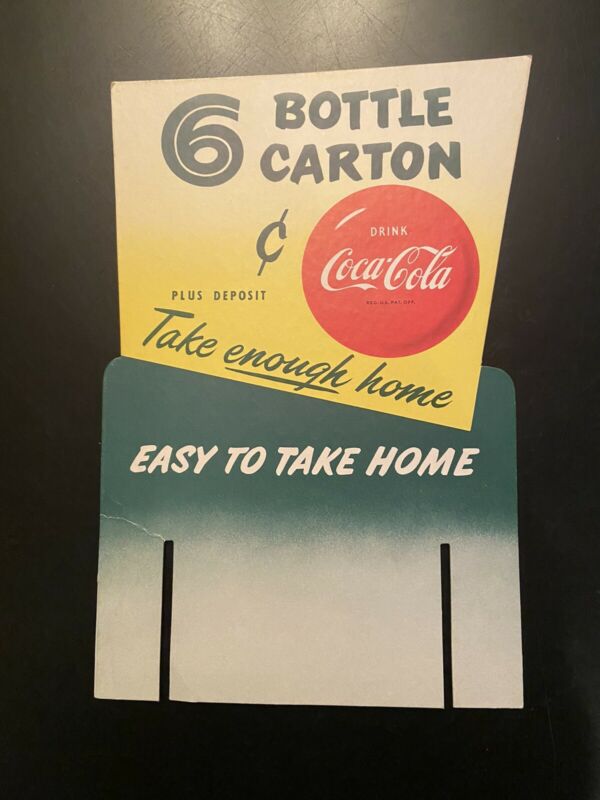 6 BOTTLE
CARTON
¢
DRINK
Coca-Cola
REG. U.S. PAT. OFF.
PLUS DEPOSIT
Take enough home
EASY TO TAKE HOME